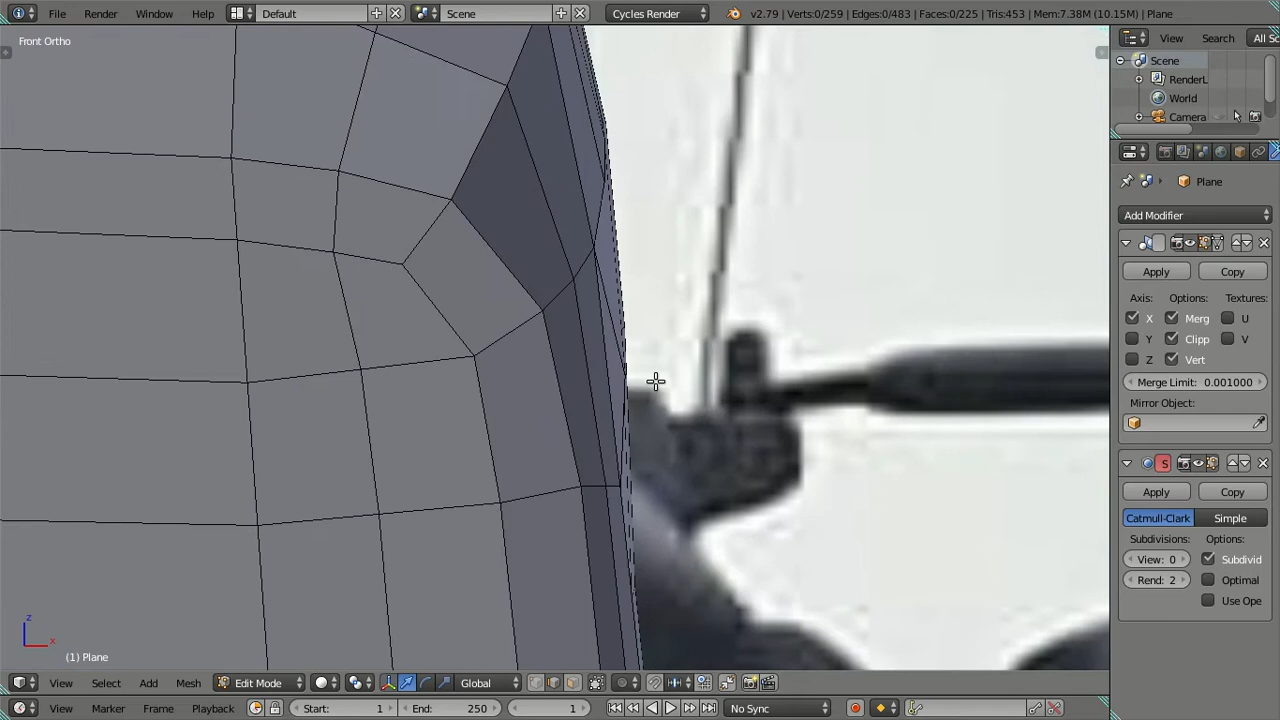 File Render Window Help Default Scene Cycles Render v2.79 | Verts:0/259 | Edges:0/483 | Faces:0/225 | Tris:453 | Mem:7.38M (10.15M) | Plane
Front Ortho
View Search All Sc
Scene
RenderL
World
Camera
Plane
Add Modifier
Apply Copy
Axis: Options: Textures:
X Merg U
Y Clipp V
Z Vert
Merge Limit: 0.001000
Mirror Object:
S
Apply Copy
Catmull-Clark Simple
Subdivisions: Options:
View: 0 Subdivid
Rend: 2 Optimal
Use Ope
z
x
(1) Plane
View Select Add Mesh Edit Mode Global
View Marker Frame Playback Start: 1 End: 250 1 No Sync